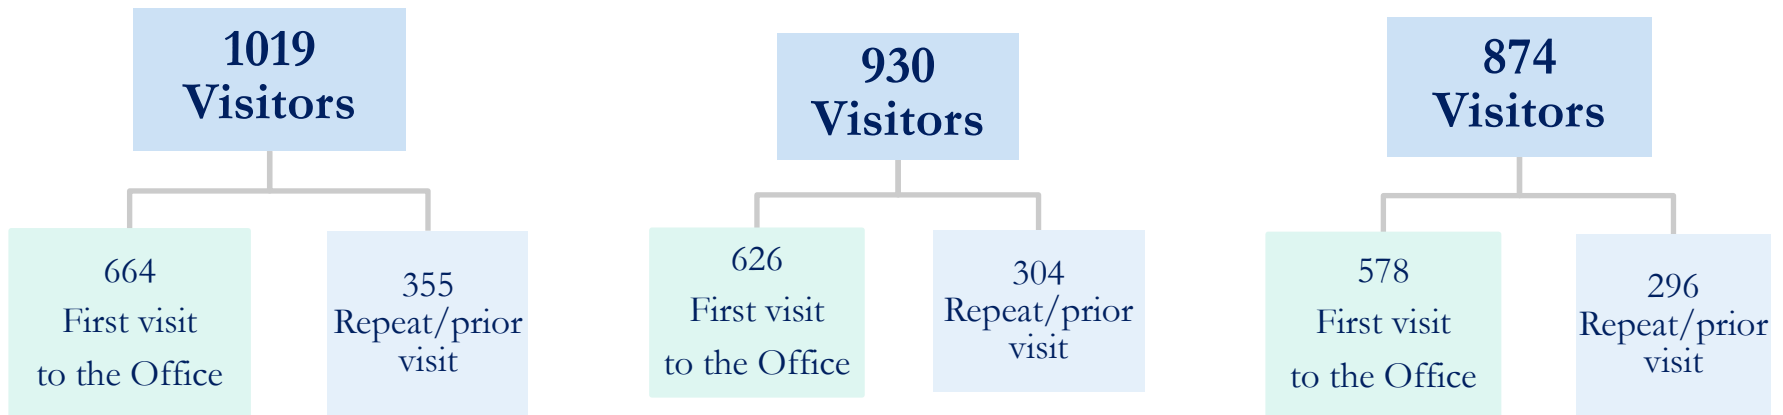 1019
Visitors
664
First visit
to the Office
355
Repeat/prior
visit
930
Visitors
626
First visit
to the Office
304
Repeat/prior
visit
874
Visitors
578
First visit
to the Office
296
Repeat/prior
visit